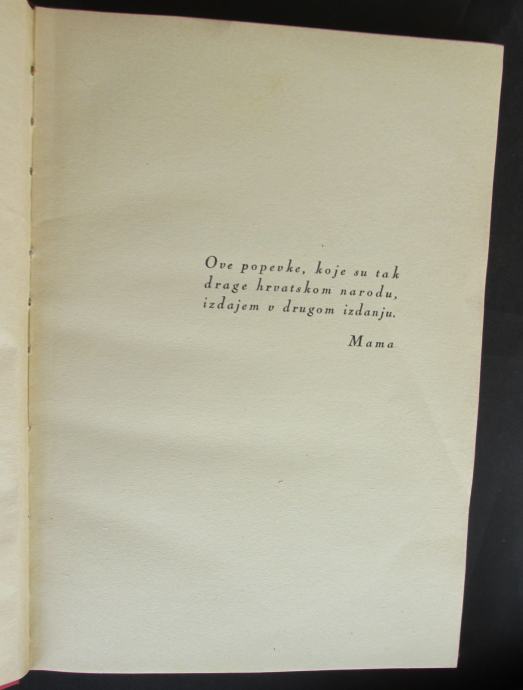 Ove popevke, koje su tak
drage hrvatskom narodu,
izdajem v drugom izdanju.
Mama